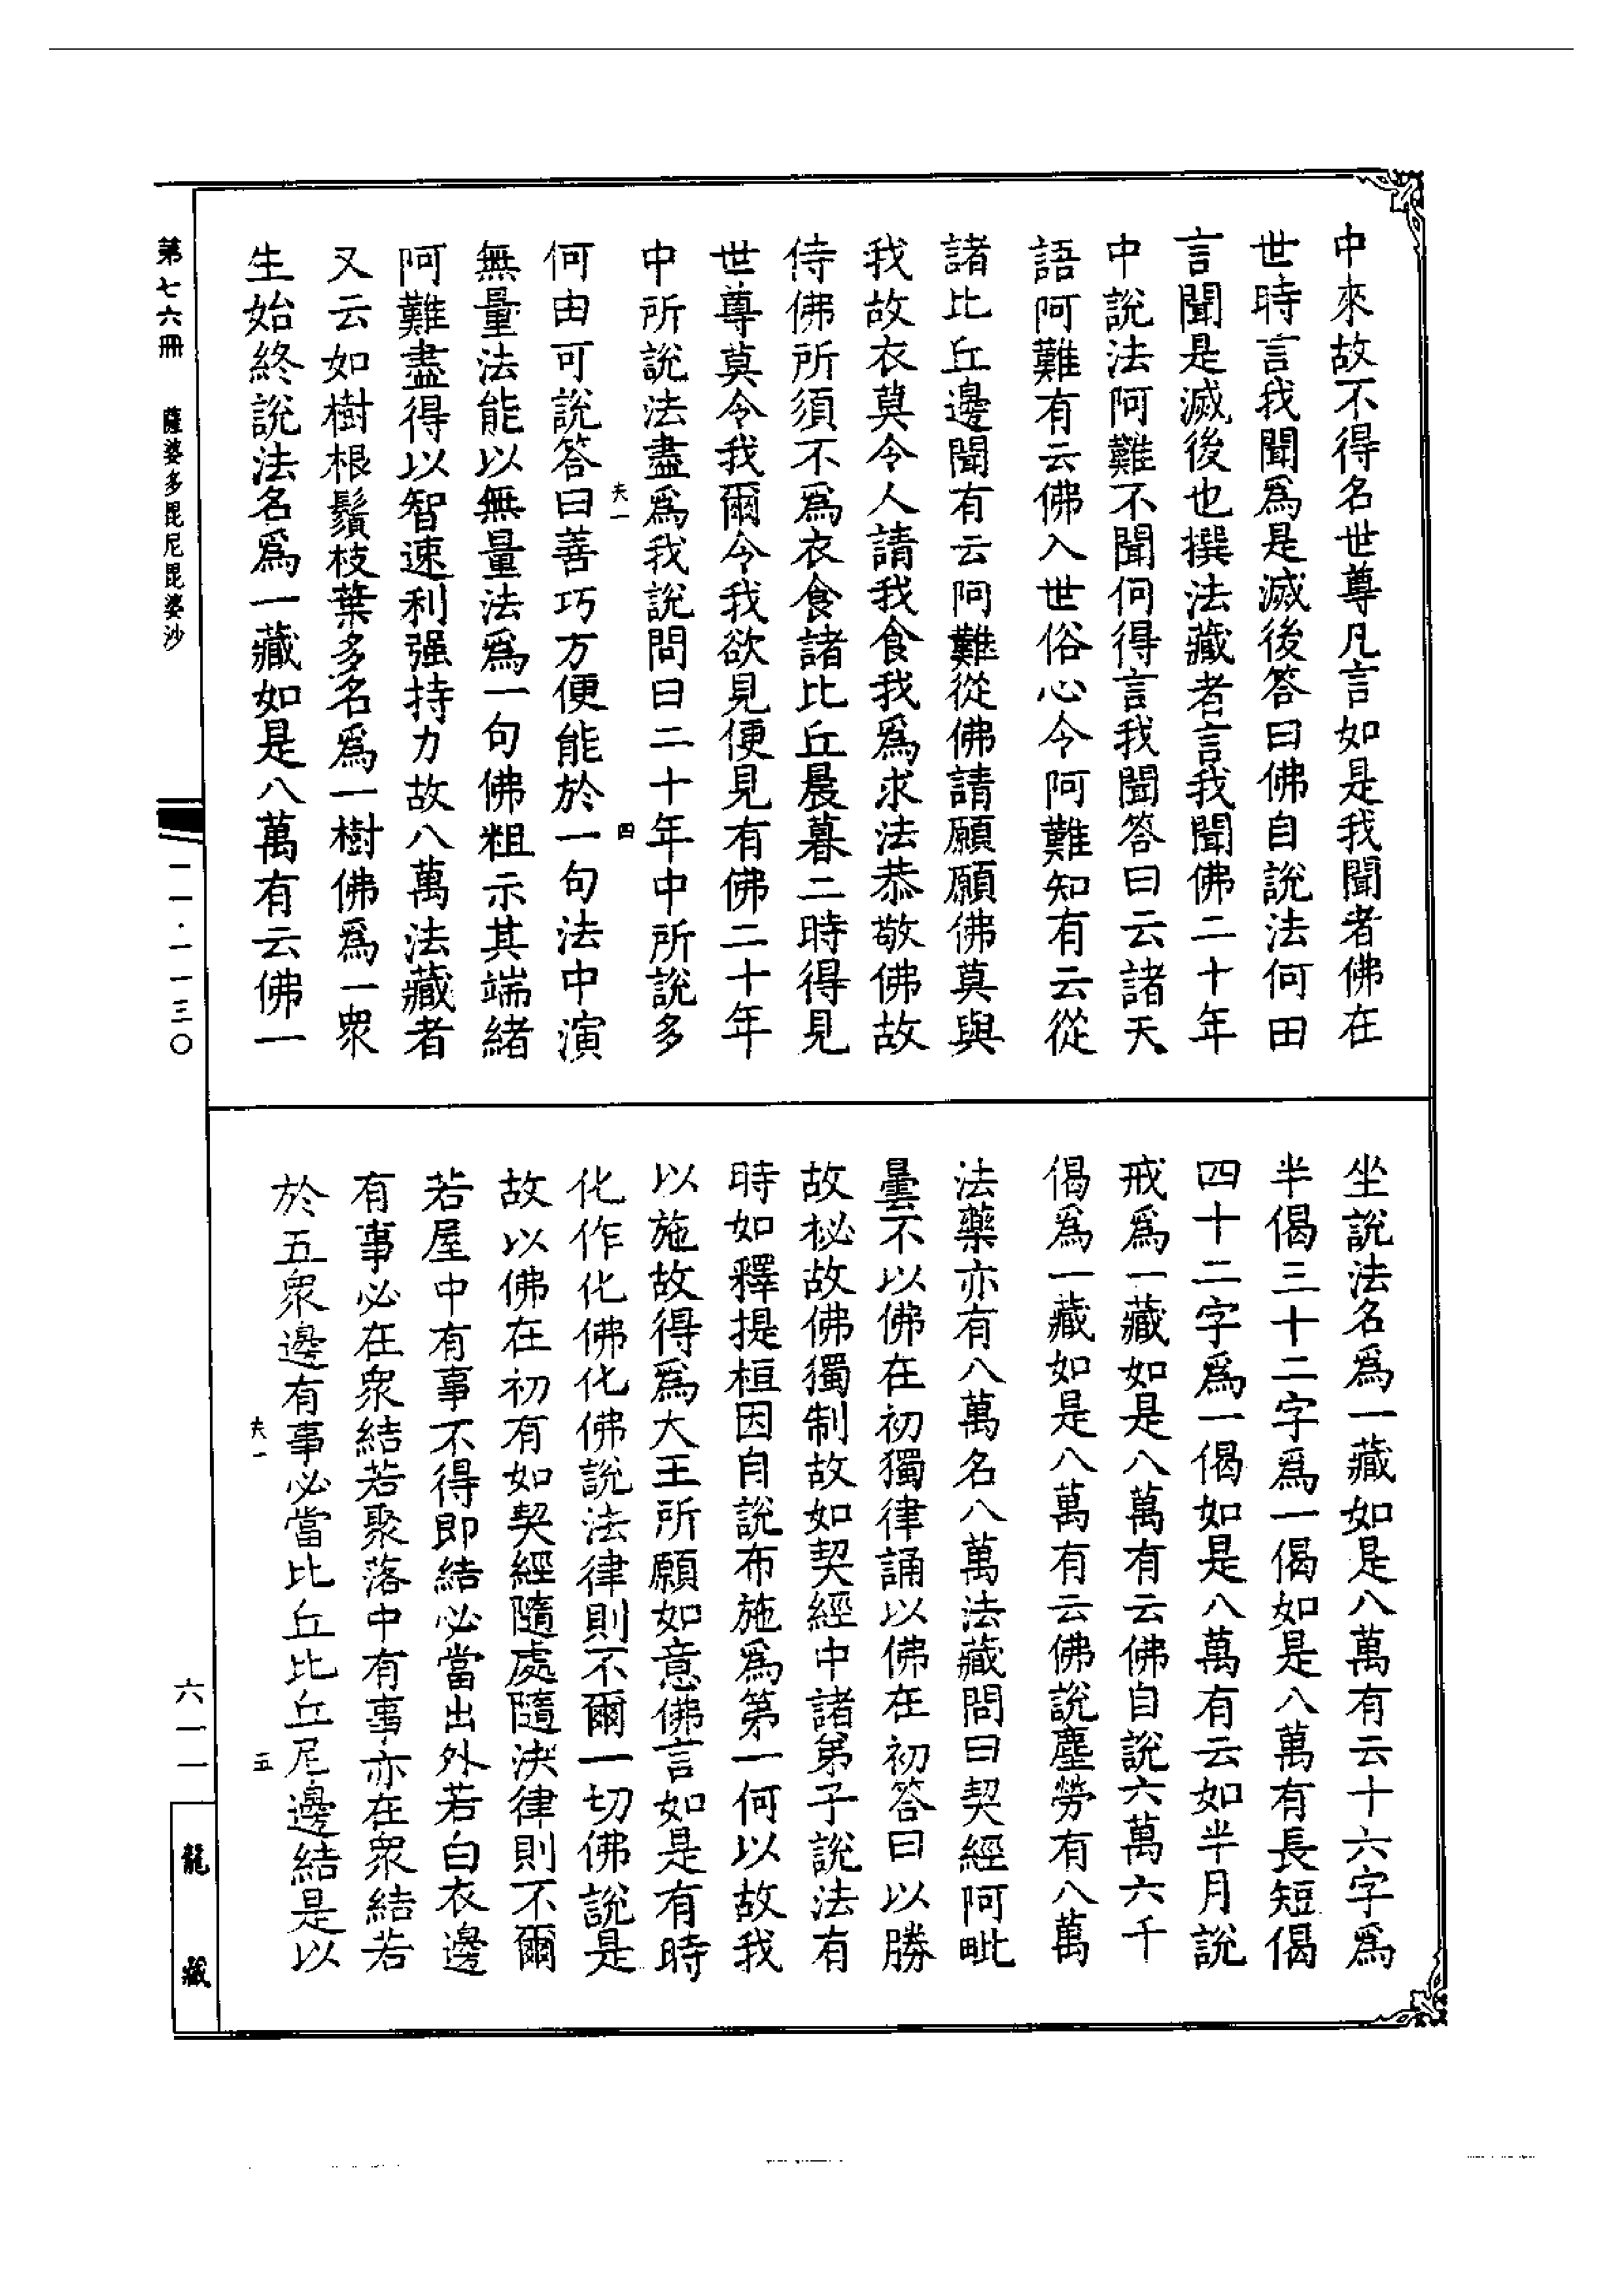 中來故不得名世尊凡言如是我聞者佛在
世時言我聞爲是滅後答曰佛自說法何田
言聞是滅後也撰法藏者言我聞佛二十年
中說法阿難不聞何得言我聞答曰云諸天
語阿難有云佛入世俗心令阿難知有云從
諸比丘邊聞有云阿難從佛請願願佛莫與
我故衣莫令人請我食我爲求法恭敬佛故
侍佛所須不爲衣食諸比丘晨暮二時得見
世尊莫令我爾令我欲見便見有佛二十年
中所說法盡爲我說問曰二十年中所說多
夫一
四
何由可說答曰善巧方便能於一句法中演
無量法能以無量法爲一句佛粗示其端緒
阿難盡得以智速利强持力故八萬法藏者
又云如樹根鬚枝葉多名爲一樹佛爲一衆
生始終說法名爲一藏如是八萬有云佛一
坐說法名爲一藏如是八萬有云十六字爲
半偈三十二字爲一偈如是八萬有長短偈
四十二字爲一偈如是八萬有云如半月說
戒爲一藏如是八萬有云佛自說六萬六千
偈爲一藏如是八萬有云佛說塵勞有八萬
法藥亦有八萬名八萬法藏問曰契經阿毗
曇不以佛在初獨律誦以佛在初答曰以勝
故秘故佛獨制故如契經中諸弟子說法有
時如釋提桓因自說布施爲第一何以故我
以施故得爲大王所願如意佛言如是有時
化作化佛化佛說法律則不爾一切佛說是
故以佛在初有如契經隨處隨決律則不爾
若屋中有事不得即結必當出外若白衣邊
有事必在衆結若聚落中有事亦在衆結若
於五衆邊有事必當比丘比丘尼邊結是以
夫一
五
第七六冊 薩婆多毘尼毘婆沙
一一·一一三〇
六一一
龍藏